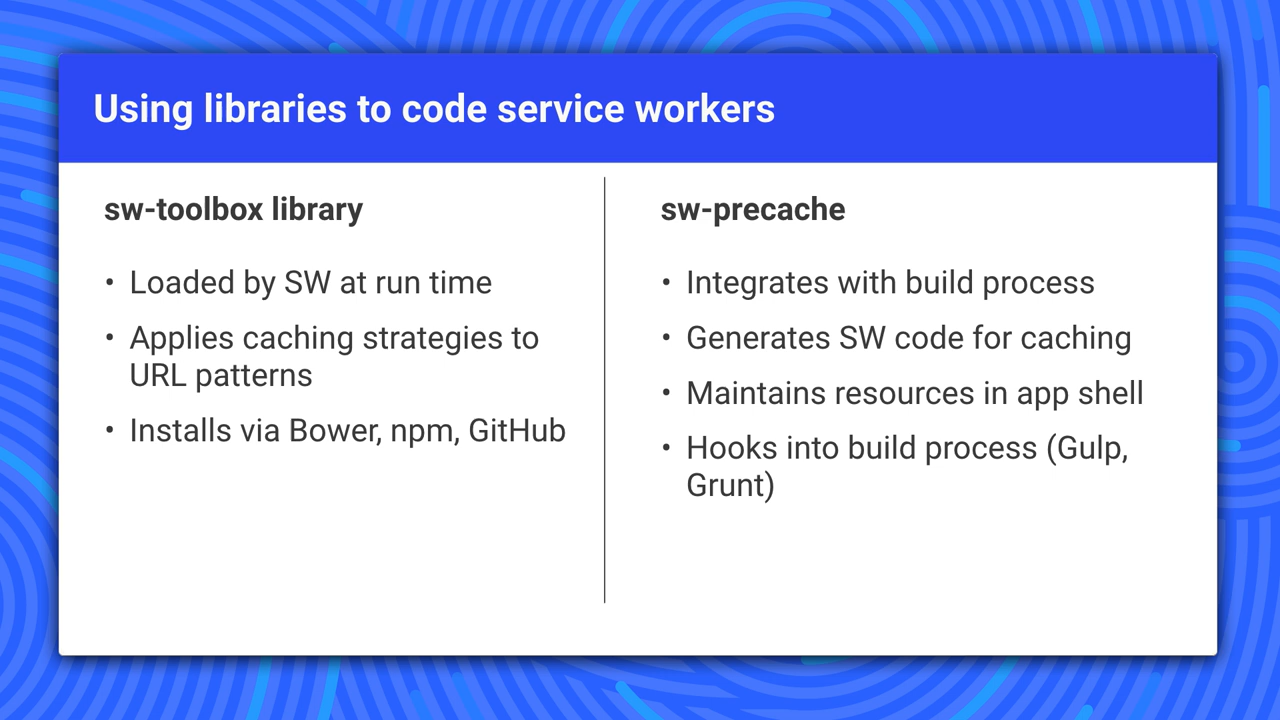 Using libraries to code service workers
sw-toolbox library
• Loaded by SW at run time
• Applies caching strategies to
URL patterns
• Installs via Bower, npm, GitHub
sw-precache
• Integrates with build process
• Generates SW code for caching
• Maintains resources in app shell
• Hooks into build process (Gulp,
Grunt)